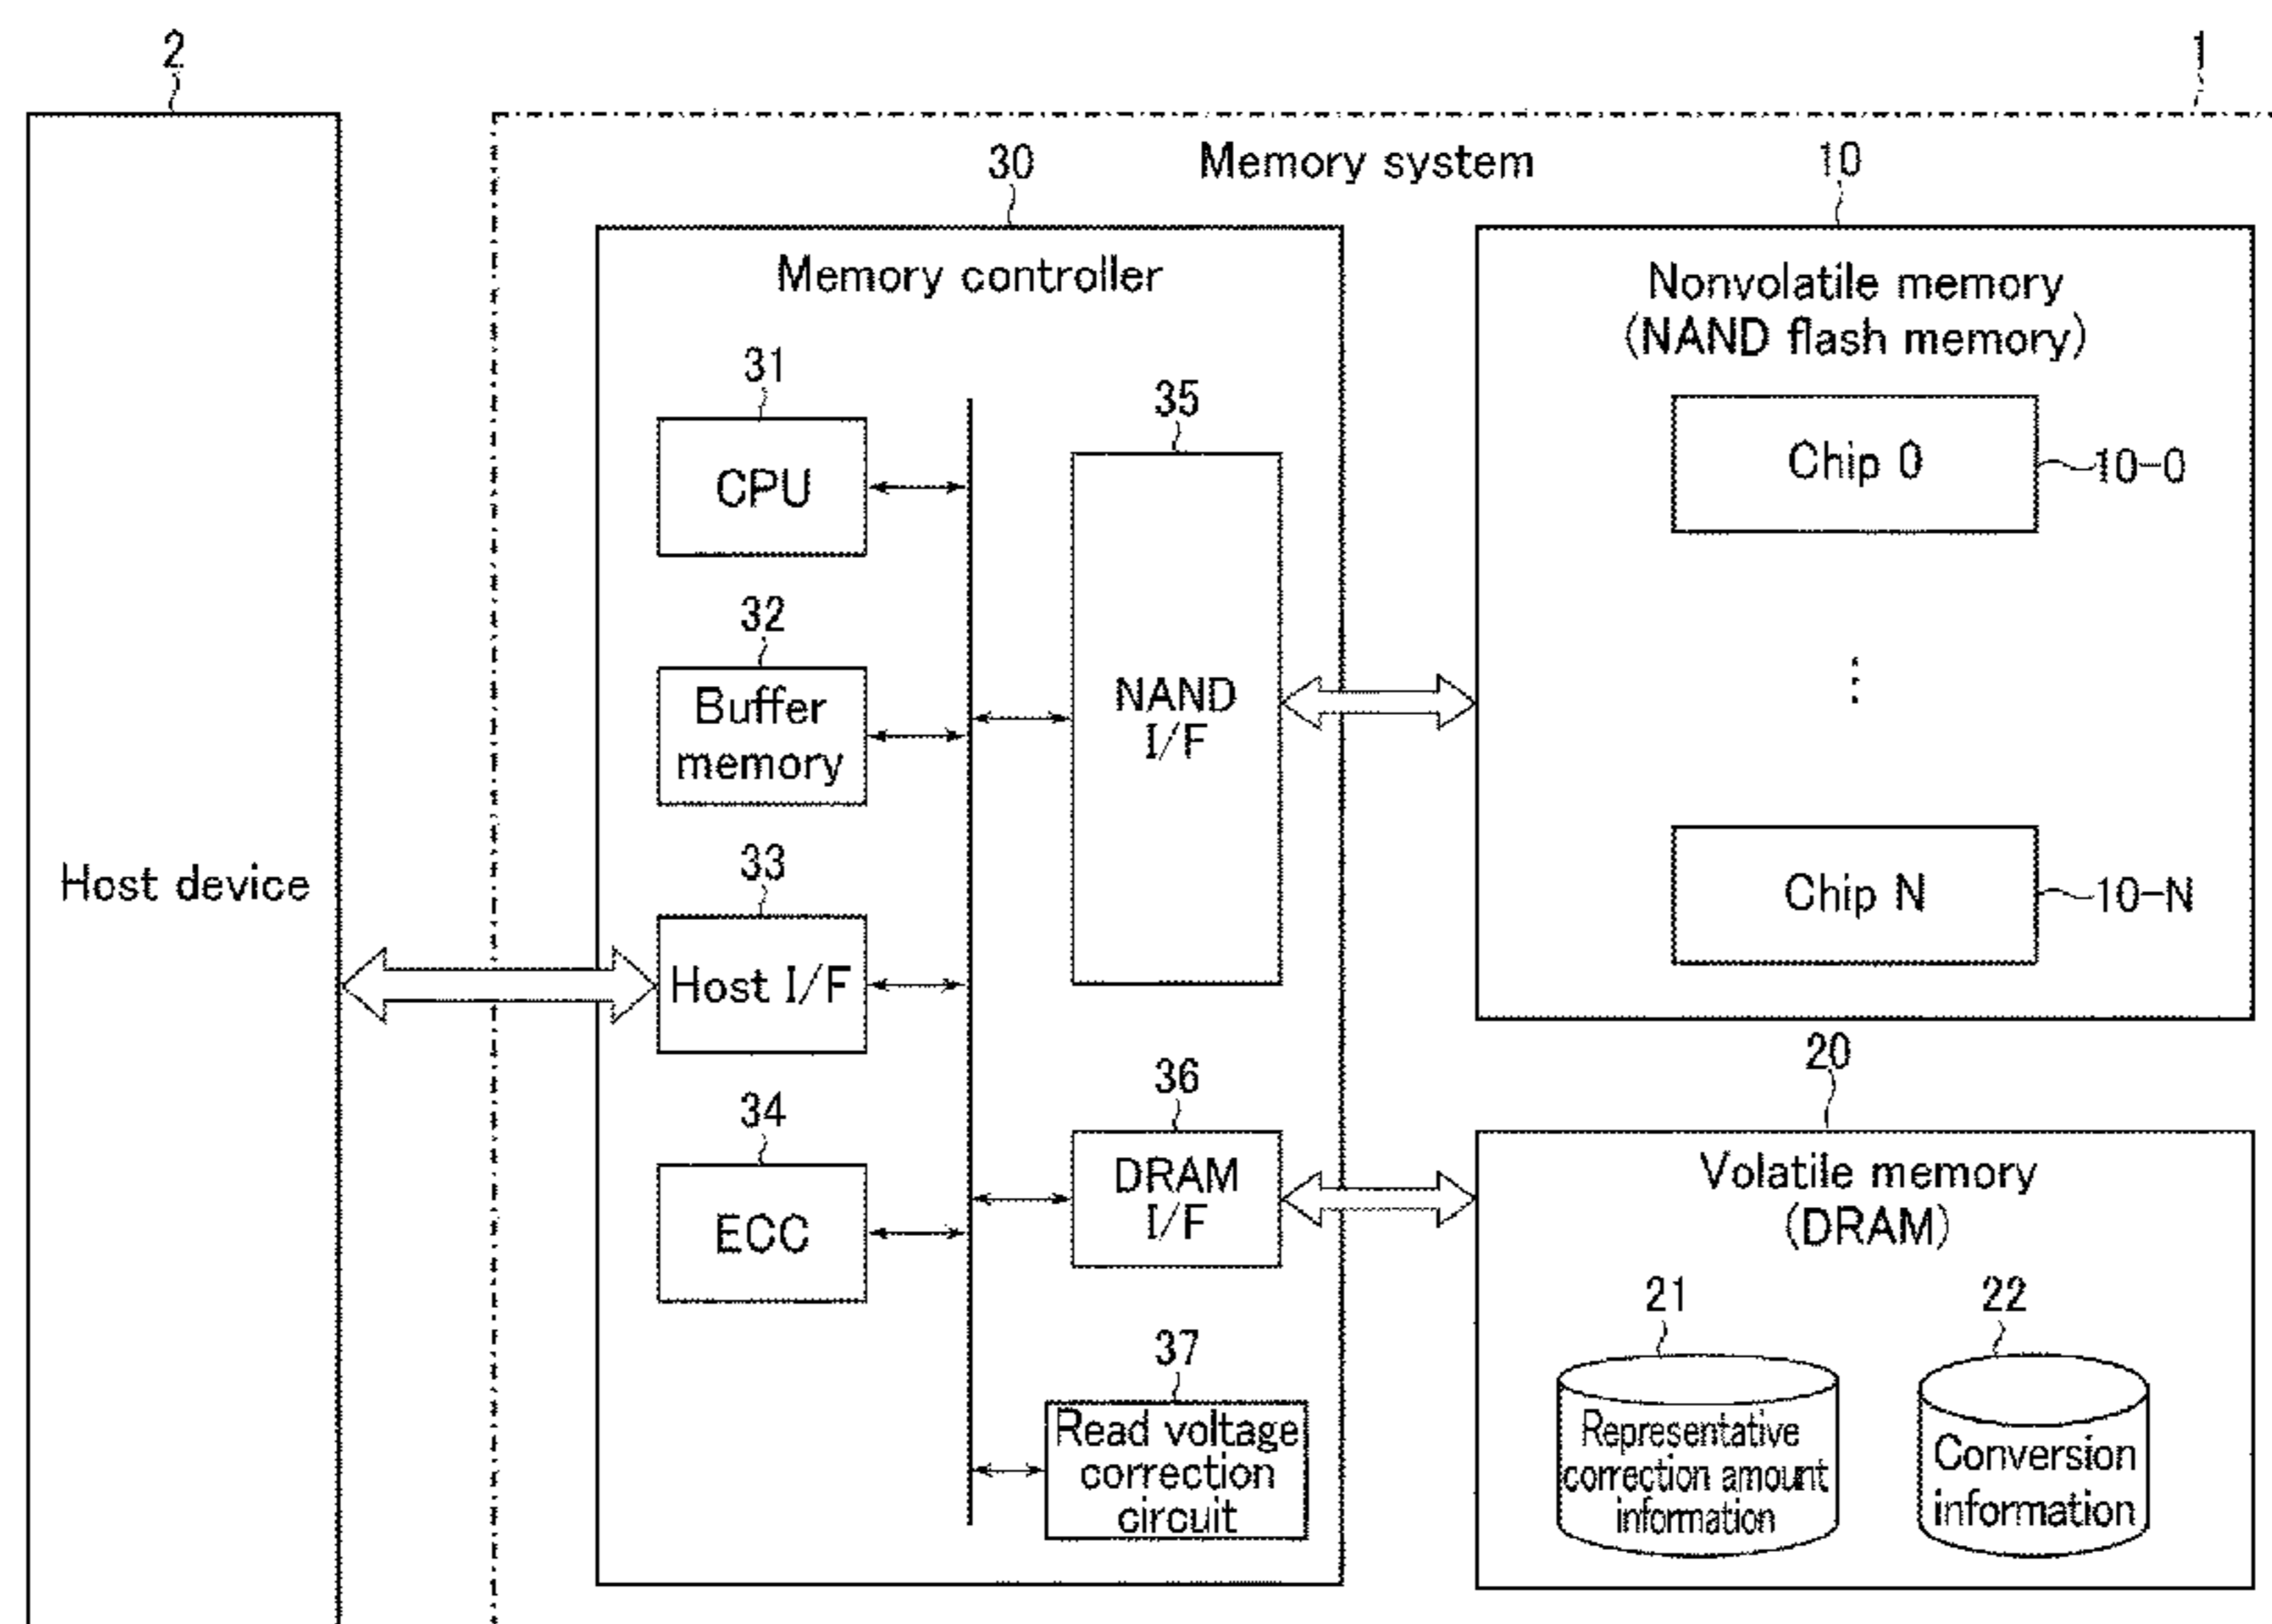 2
1
Memory system
30
10
Memory controller
Nonvolatile memory
(NAND flash memory)
31
35
Chip 0
10-0
CPU
32
Buffer
memory
NAND
I/F
Host device
33
Chip N
10-N
Host I/F
20
34
36
ECC
DRAM
I/F
Volatile memory
(DRAM)
21
22
37
Read voltage
correction
circuit
Representative
correction amount
information
Conversion
information